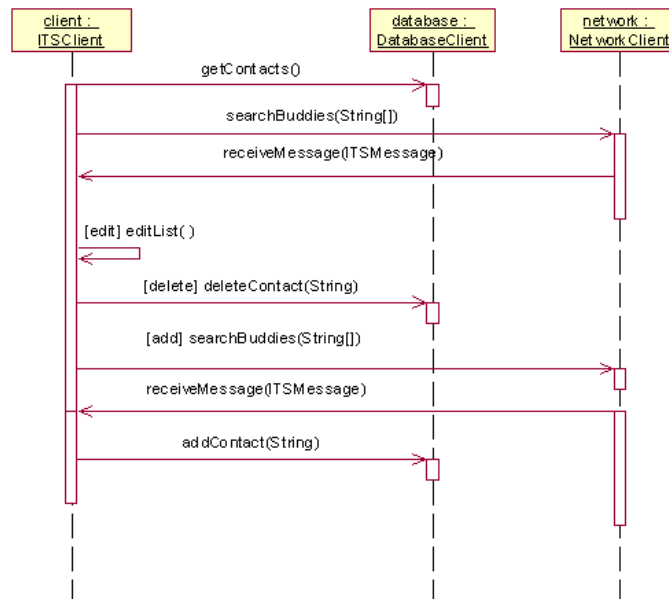 client :
ITSClient
database :
DatabaseClient
network :
NetworkClient
getContacts()
searchBuddies(String[])
receiveMessage(ITSMessage)
[edit] editList( )
[delete] deleteContact(String)
[add] searchBuddies(String[])
receiveMessage(ITSMessage)
addContact(String)